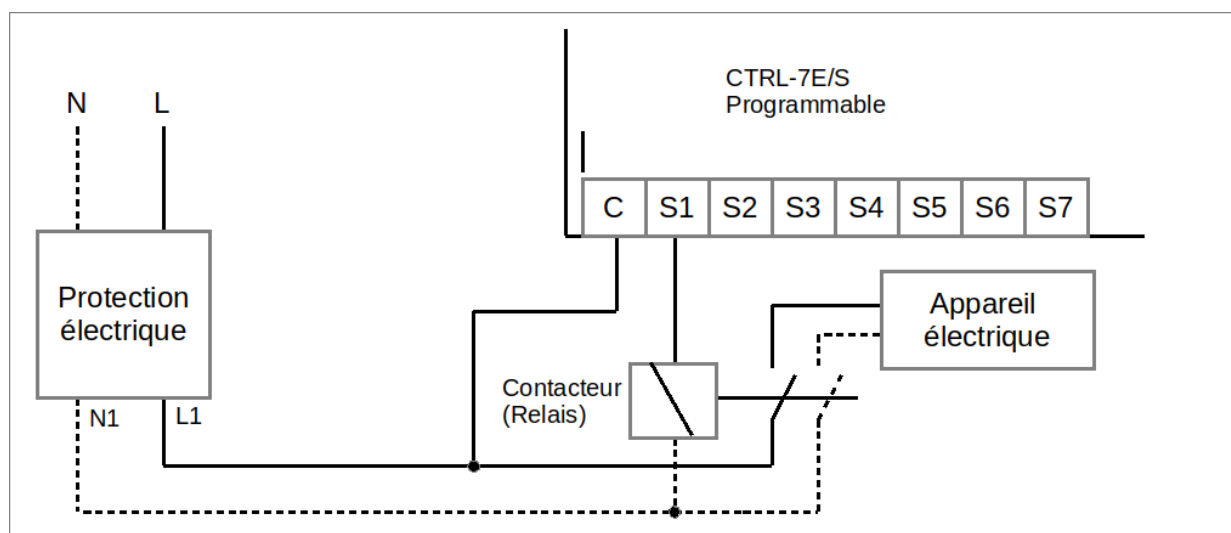 CTRL-7E/S
Programmable
N L
C S1 S2 S3 S4 S5 S6 S7
Protection
électrique
Appareil
électrique
Contacteur
(Relais)
N1 L1